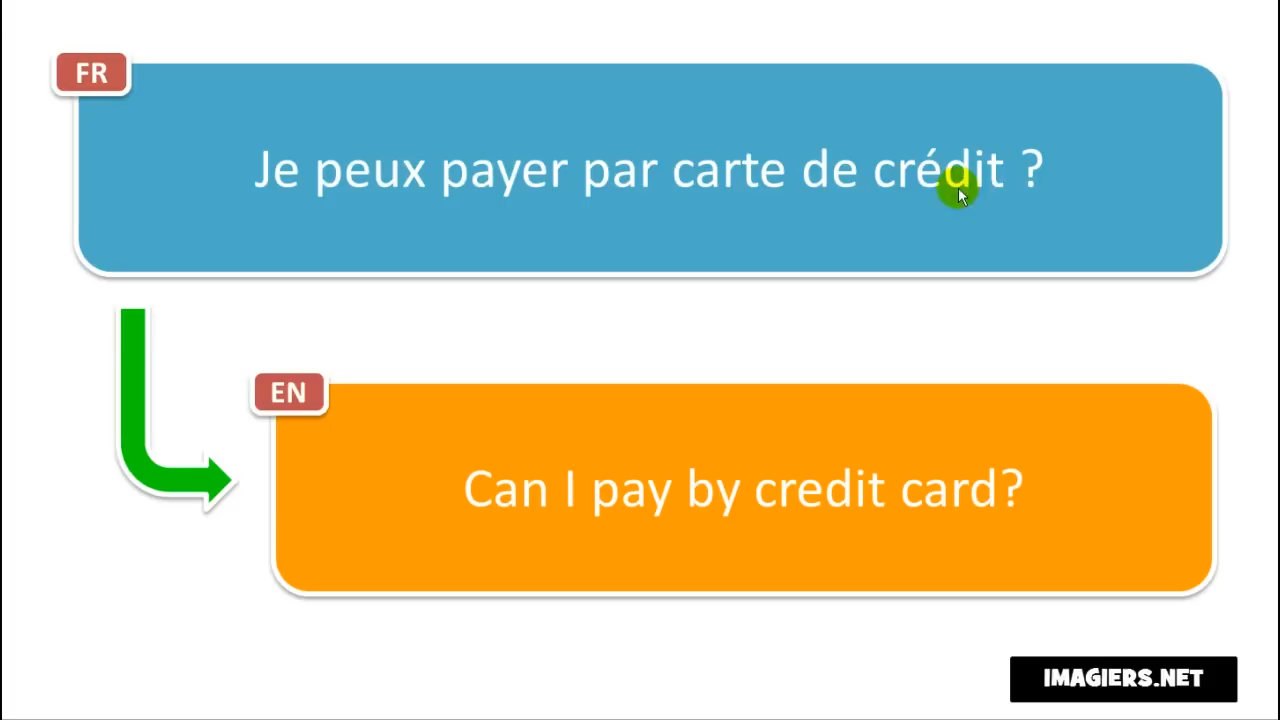 FR
Je peux payer par carte de crédit ?
EN
Can I pay by credit card?
IMAGIERS.NET